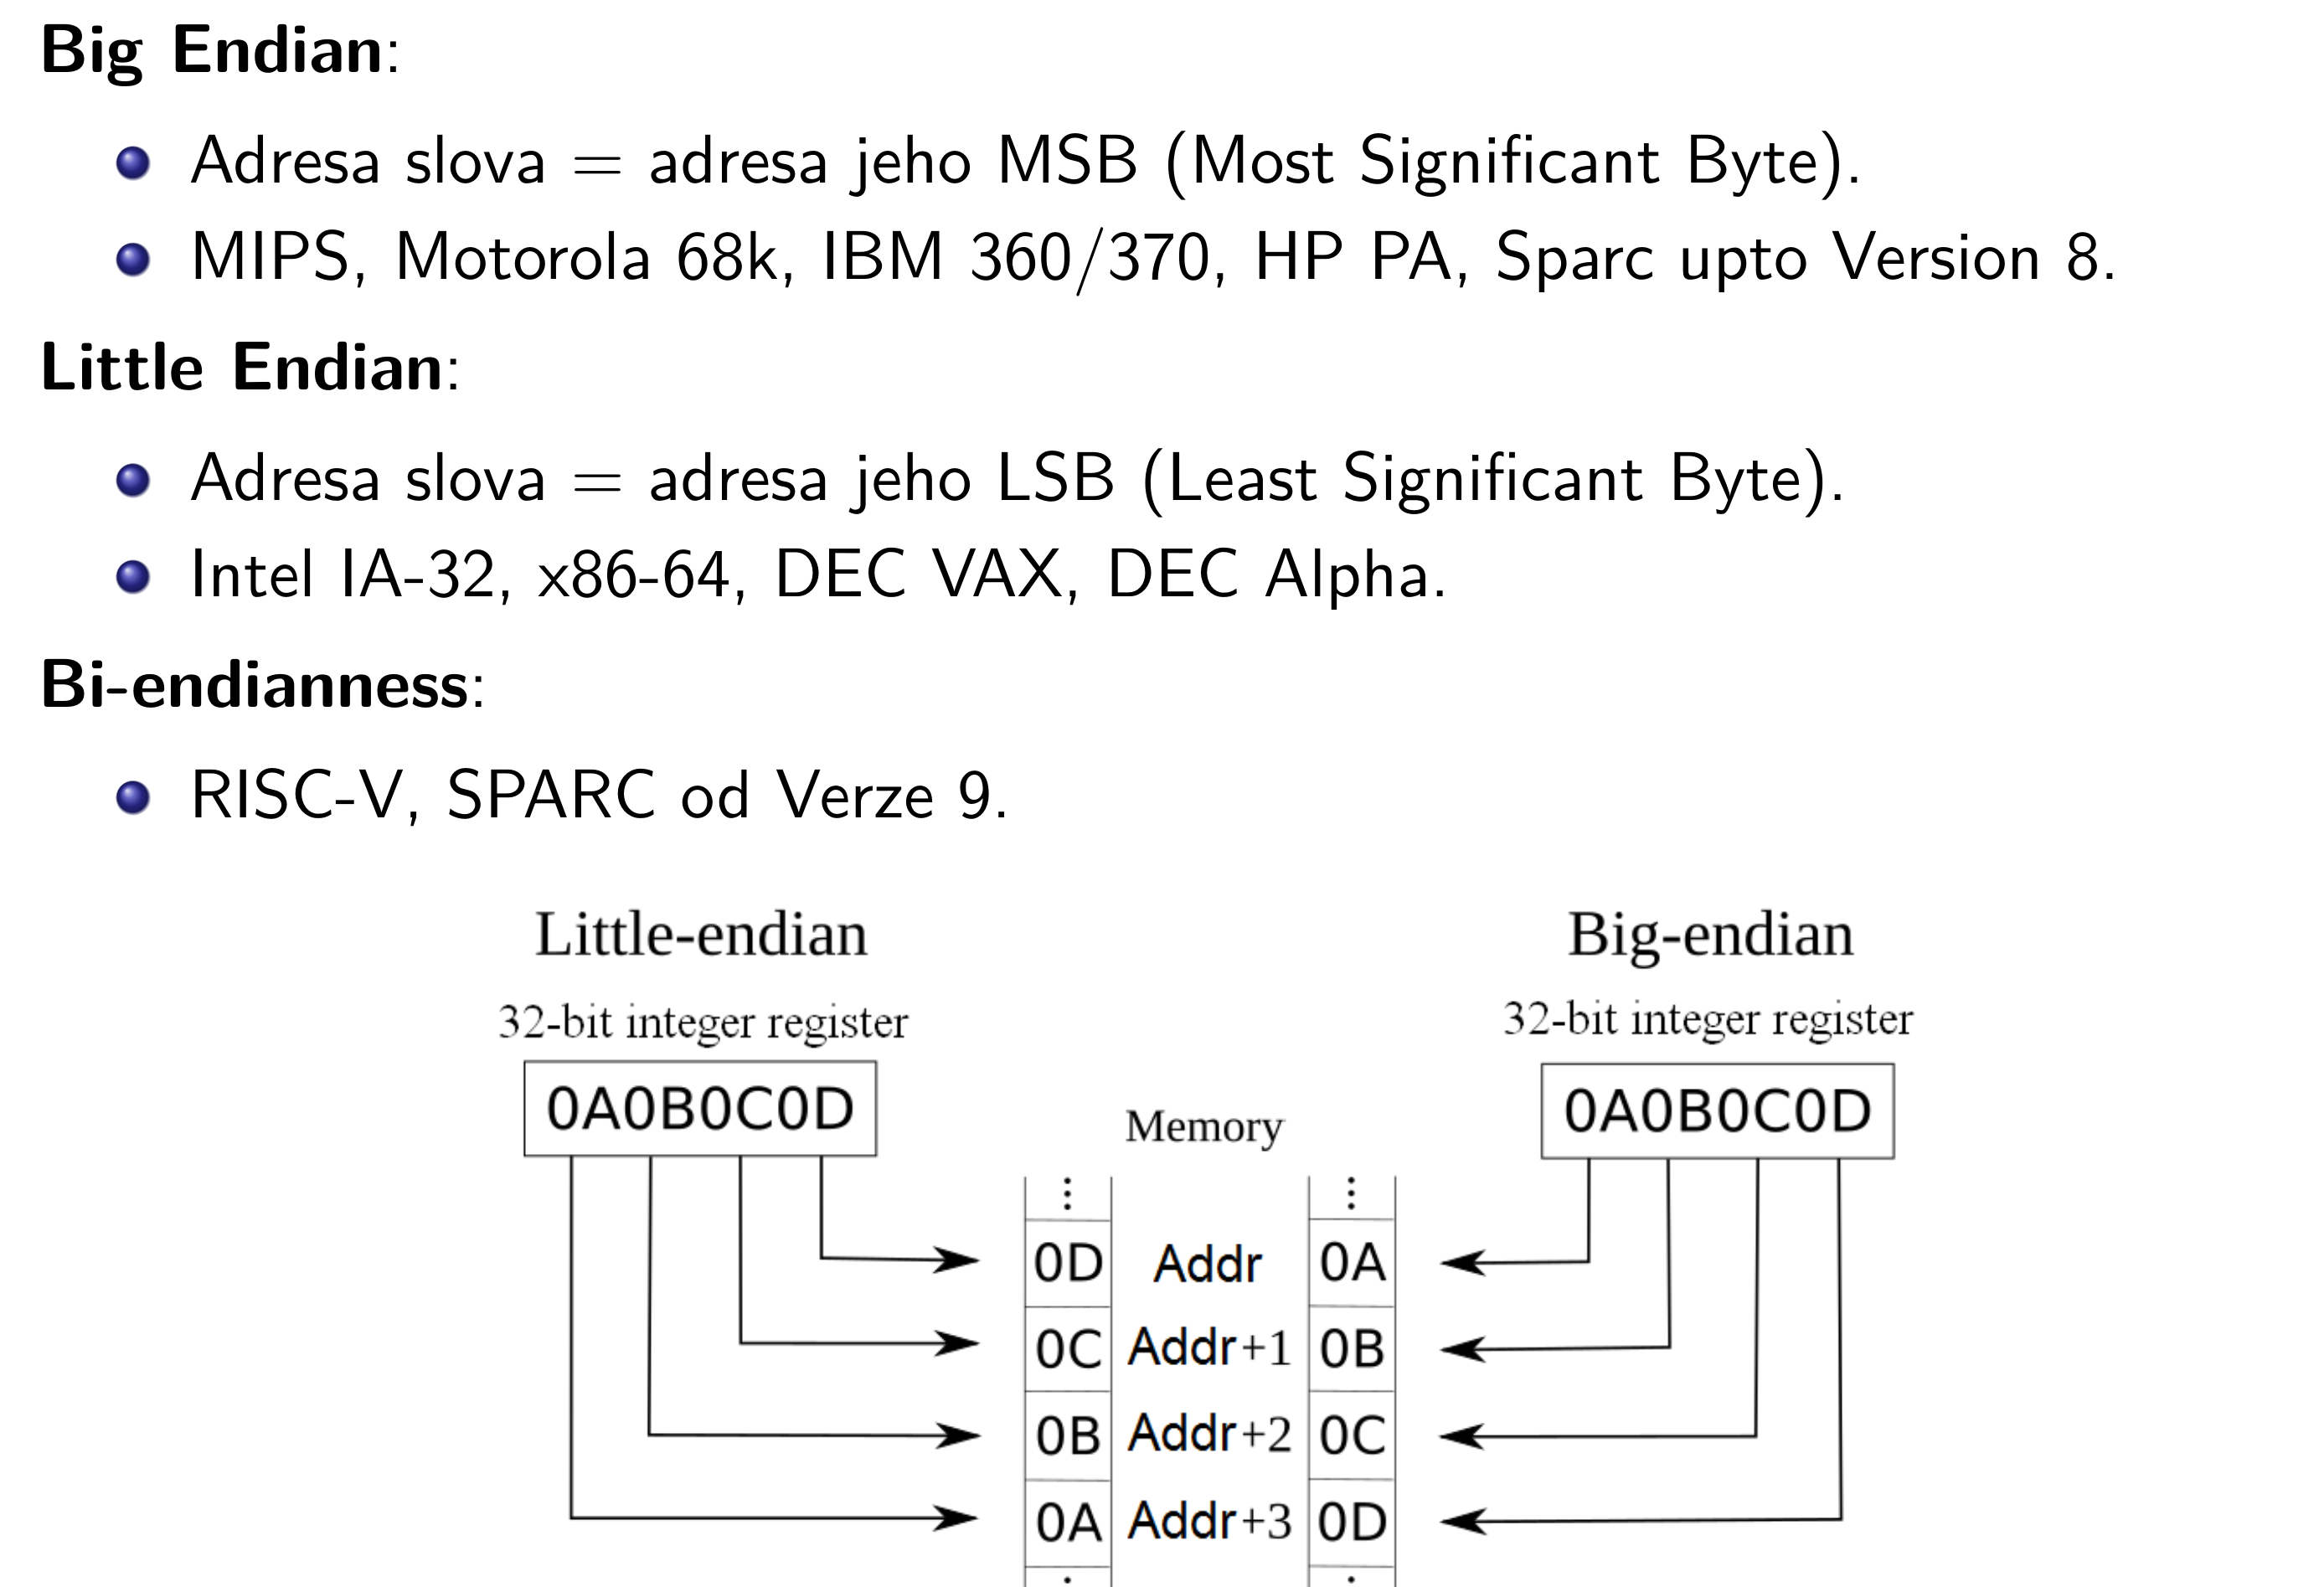 Big Endian:
Adresa slova = adresa jeho MSB (Most Significant Byte).
MIPS, Motorola 68k, IBM 360/370, HP PA, Sparc upto Version 8.
Little Endian:
Adresa slova = adresa jeho LSB (Least Significant Byte).
Intel IA-32, x86-64, DEC VAX, DEC Alpha.
Bi-endianness:
RISC-V, SPARC od Verze 9.
Little-endian Big-endian
32-bit integer register 32-bit integer register
0A0B0C0D 0A0B0C0D
Memory
0D Addr 0A
0C Addr+1 0B
0B Addr+2 0C
0A Addr+3 0D